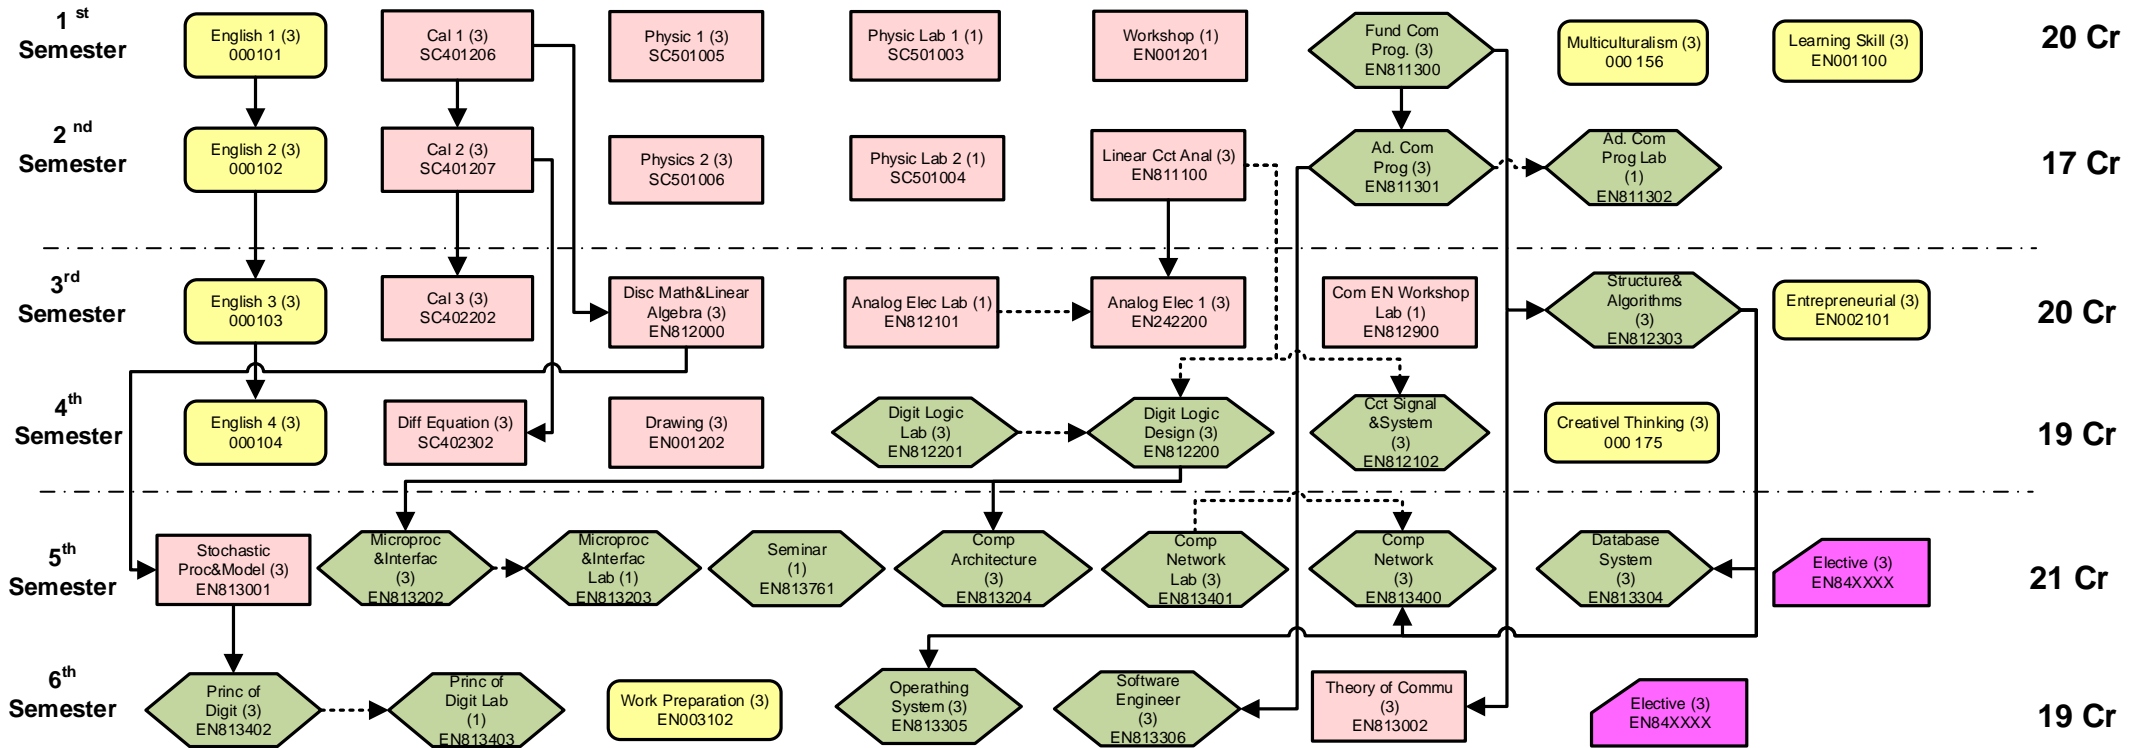 1 st
Semester
English 1 (3)
000101
Cal 1 (3)
SC401206
Physic 1 (3)
SC501005
Physic Lab 1 (1)
SC501003
Workshop (1)
EN001201
Fund Com
Prog. (3)
EN811300
Multiculturalism (3)
000 156
Learning Skill (3)
EN001100
20 Cr
2 nd
Semester
English 2 (3)
000102
Cal 2 (3)
SC401207
Physics 2 (3)
SC501006
Physic Lab 2 (1)
SC501004
Linear Cct Anal (3)
EN811100
Ad. Com
Prog (3)
EN811301
Ad. Com
Prog Lab
(1)
EN811302
17 Cr
3rd
Semester
English 3 (3)
000103
Cal 3 (3)
SC402202
Disc Math&Linear
Algebra (3)
EN812000
Analog Elec Lab (1)
EN812101
Analog Elec 1 (3)
EN242200
Com EN Workshop
Lab (1)
EN812900
Structure&
Algorithms
(3)
EN812303
Entrepreneurial (3)
EN002101
20 Cr
4th
Semester
English 4 (3)
000104
Diff Equation (3)
SC402302
Drawing (3)
EN001202
Digit Logic
Lab (3)
EN812201
Digit Logic
Design (3)
EN812200
Cct Signal
&System
(3)
EN812102
Creativel Thinking (3)
000 175
19 Cr
5th
Semester
Stochastic
Proc&Model (3)
EN813001
Microproc
&Interfac
(3)
EN813202
Microproc
&Interfac
Lab (1)
EN813203
Seminar
(1)
EN813761
Comp
Architecture
(3)
EN813204
Comp
Network
Lab (3)
EN813401
Comp
Network
(3)
EN813400
Database
System
(3)
EN813304
Elective (3)
EN84XXXX
21 Cr
6th
Semester
Princ of
Digit (3)
EN813402
Princ of
Digit Lab
(1)
EN813403
Work Preparation (3)
EN003102
Operathing
System (3)
EN813305
Software
Engineer
(3)
EN813306
Theory of Commu
(3)
EN813002
Elective (3)
EN84XXXX
19 Cr